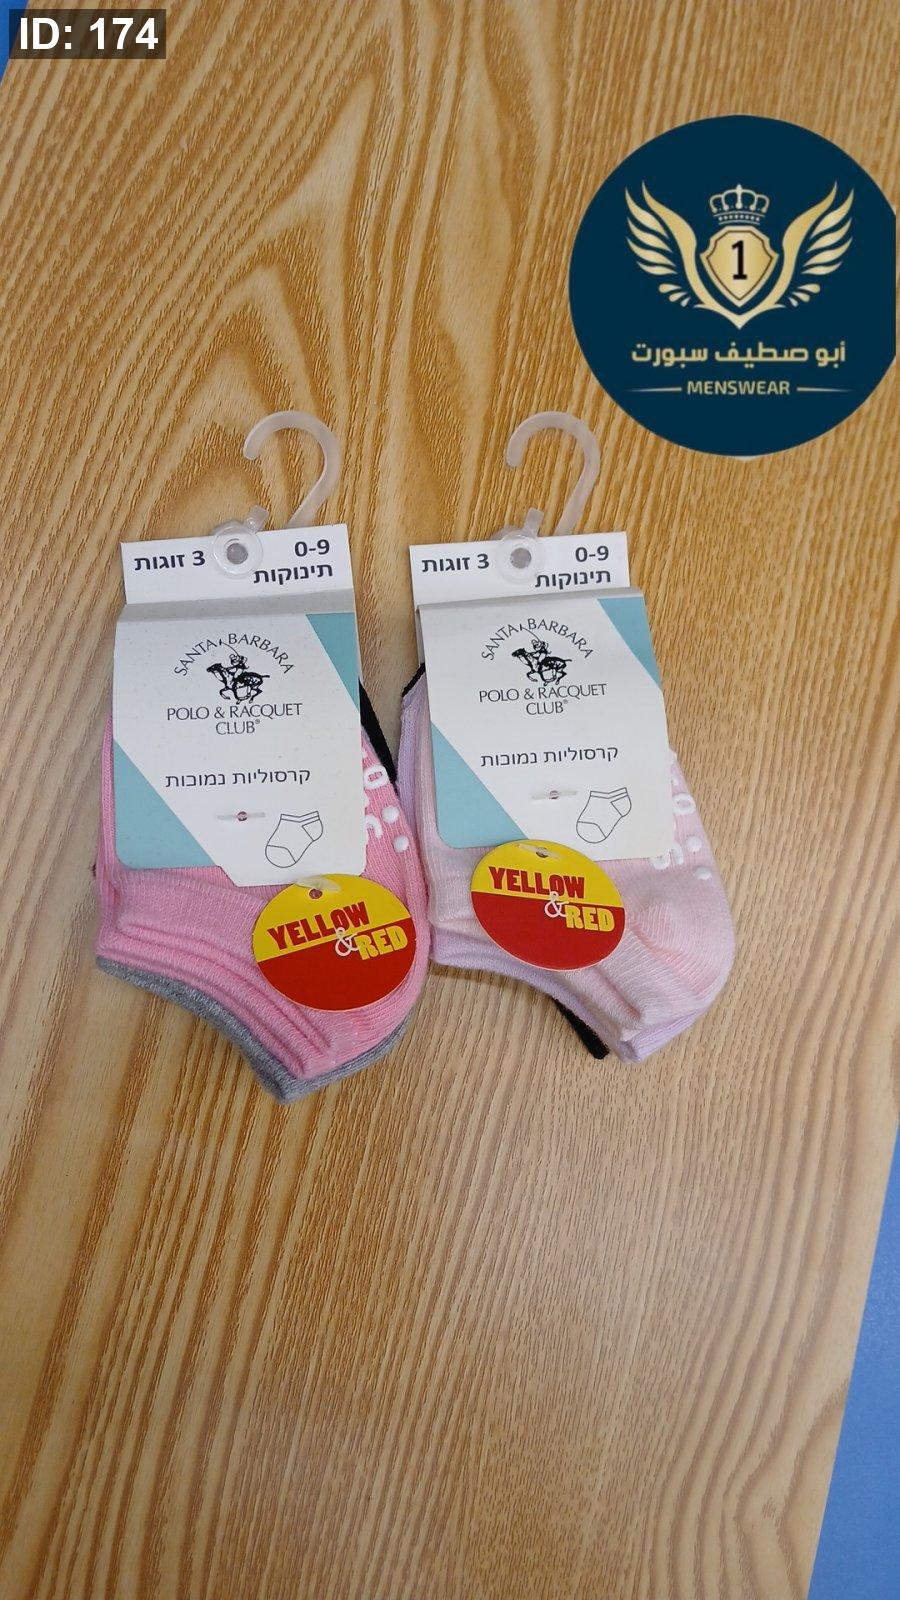 ID: 174
1
أبو صطيف سبورت
MENSWEAR
3 זוגות
0-9
תינוקות
SANTA BARBARA
POLO & RACQUET
CLUB®
קרסוליות נמוכות
YELLOW
&
RED
3 זוגות
0-9
תינוקות
SANTA BARBARA
POLO & RACQUET
CLUB®
קרסוליות נמוכות
YELLOW
&
RED